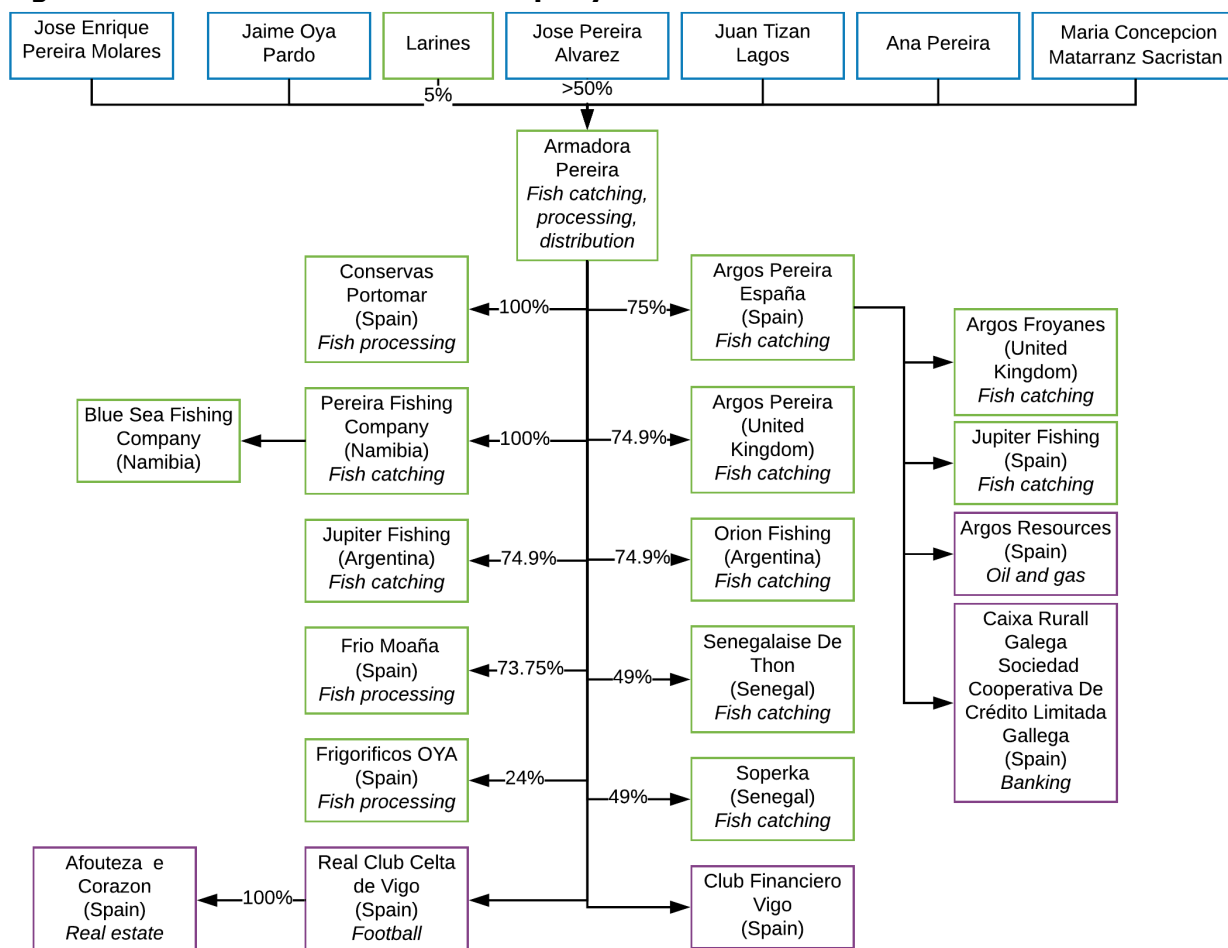 Jose Enrique
Pereira Molares
Jaime Oya
Pardo
Larines
Jose Pereira
Alvarez
Juan Tizan
Lagos
Ana Pereira
Maria Concepcion
Matarranz Sacristan
5%
>50%
Armadora
Pereira
Fish catching,
processing,
distribution
Conservas
Portomar
(Spain)
Fish processing
100%
75%
Argos Pereira
España
(Spain)
Fish catching
Argos Froyanes
(United
Kingdom)
Fish catching
Blue Sea Fishing
Company
(Namibia)
Pereira Fishing
Company
(Namibia)
Fish catching
100%
74.9%
Argos Pereira
(United
Kingdom)
Fish catching
Jupiter Fishing
(Spain)
Fish catching
Jupiter Fishing
(Argentina)
Fish catching
74.9%
74.9%
Orion Fishing
(Argentina)
Fish catching
Argos Resources
(Spain)
Oil and gas
Frio Moaña
(Spain)
Fish processing
73.75%
49%
Senegalaise De
Thon
(Senegal)
Fish catching
Caixa Rurall
Galega
Sociedad
Cooperativa De
Crédito Limitada
Gallega
(Spain)
Banking
Frigorificos OYA
(Spain)
Fish processing
24%
49%
Soperka
(Senegal)
Fish catching
Afouteza e
Corazon
(Spain)
Real estate
100%
Real Club Celta
de Vigo
(Spain)
Football
Club Financiero
Vigo
(Spain)